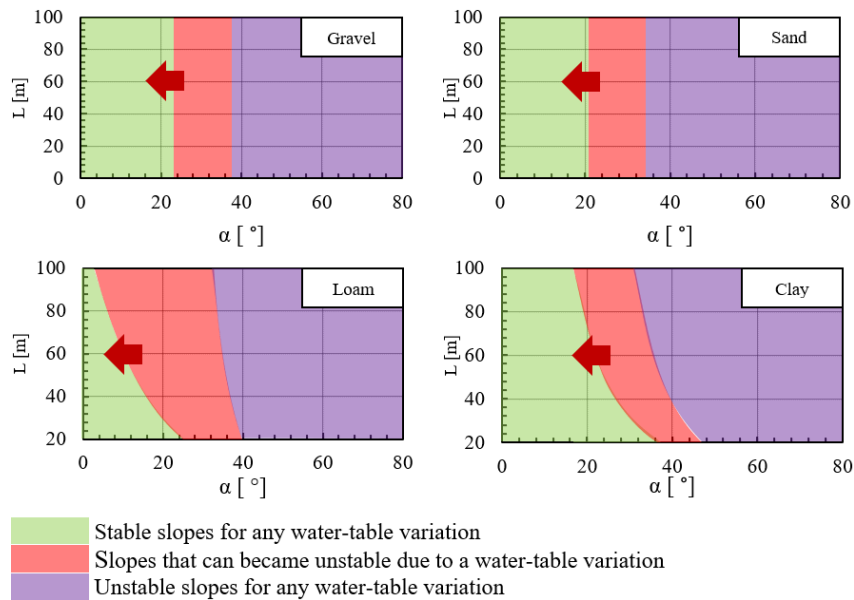 100
80
60
40
20
0
L [m]
Gravel
0 20 40 60 80
α [ °]
100
80
60
40
20
0
L [m]
Sand
0 20 40 60 80
α [ °]
100
80
60
40
20
L [m]
Loam
0 20 40 60 80
α [ °]
100
80
60
40
20
L [m]
Clay
0 20 40 60 80
α [ °]
Stable slopes for any water-table variation
Slopes that can became unstable due to a water-table variation
Unstable slopes for any water-table variation